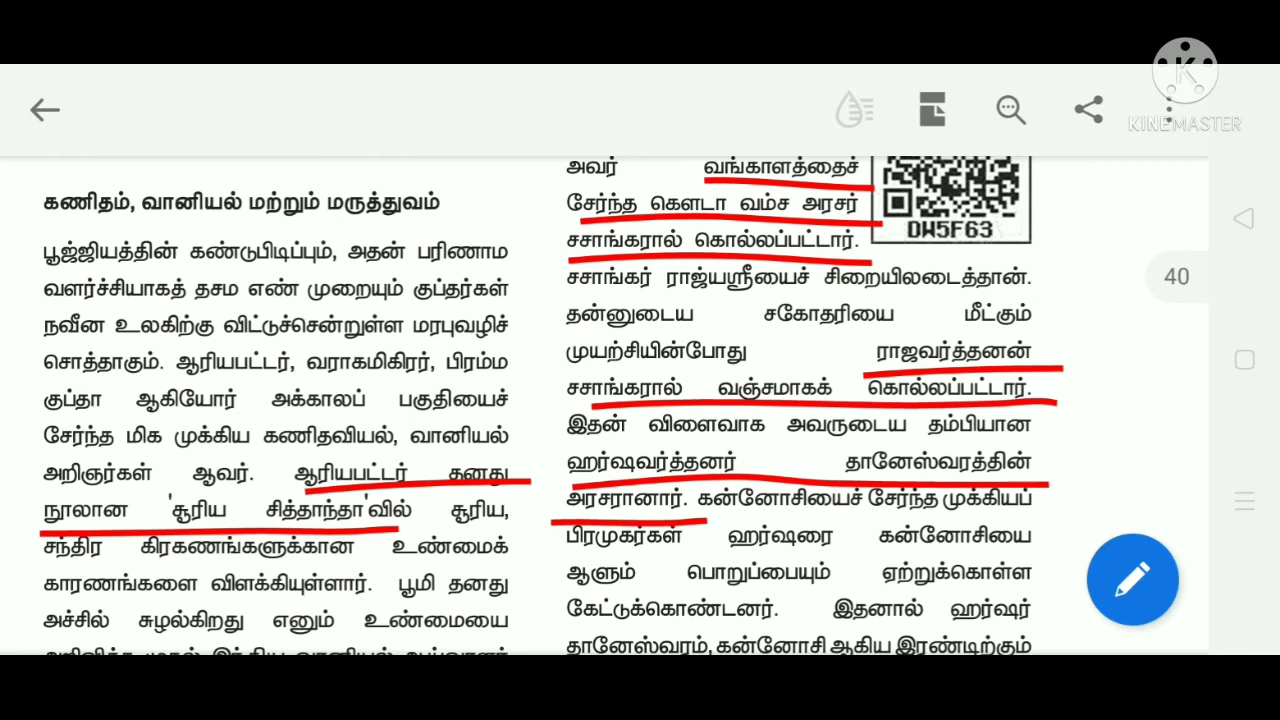 KINEMASTER
கணிதம், வானியல் மற்றும் மருத்துவம்
பூஜ்ஜியத்தின் கண்டுபிடிப்பும், அதன் பரிணாம
வளர்ச்சியாகத் தசம எண் முறையும் குப்தர்கள்
நவீன உலகிற்கு விட்டுச்சென்றுள்ள மரபுவழிச்
சொத்தாகும். ஆரியபட்டர், வராகமிகிரர், பிரம்ம
குப்தா ஆகியோர் அக்காலப் பகுதியைச்
சேர்ந்த மிக முக்கிய கணிதவியல், வானியல்
அறிஞர்கள் ஆவர். ஆரியபட்டர் தனது
நூலான 'சூரிய சித்தாந்தா'வில் சூரிய,
சந்திர கிரகணங்களுக்கான உண்மைக்
காரணங்களை விளக்கியுள்ளார். பூமி தனது
அச்சில் சுழல்கிறது எனும் உண்மையை
அவர் வங்காளத்தைச்
சேர்ந்த கௌடா வம்ச அரசர்
சசாங்கரால் கொல்லப்பட்டார்.
DW5F63
சசாங்கர் ராஜ்யஸ்ரீயைச் சிறையிலடைத்தான்.
தன்னுடைய சகோதரியை மீட்கும்
முயற்சியின்போது ராஜவர்த்தனன்
சசாங்கரால் வஞ்சமாகக் கொல்லப்பட்டார்.
இதன் விளைவாக அவருடைய தம்பியான
ஹர்ஷவர்த்தனர் தானேஸ்வரத்தின்
அரசரானார். கன்னோசியைச் சேர்ந்த முக்கியப்
பிரமுகர்கள் ஹர்ஷரை கன்னோசியை
ஆளும் பொறுப்பையும் ஏற்றுக்கொள்ள
கேட்டுக்கொண்டனர். இதனால் ஹர்ஷர்
தானேஸ்வரம், கன்னோசி ஆகிய இரண்டிற்கும்
40